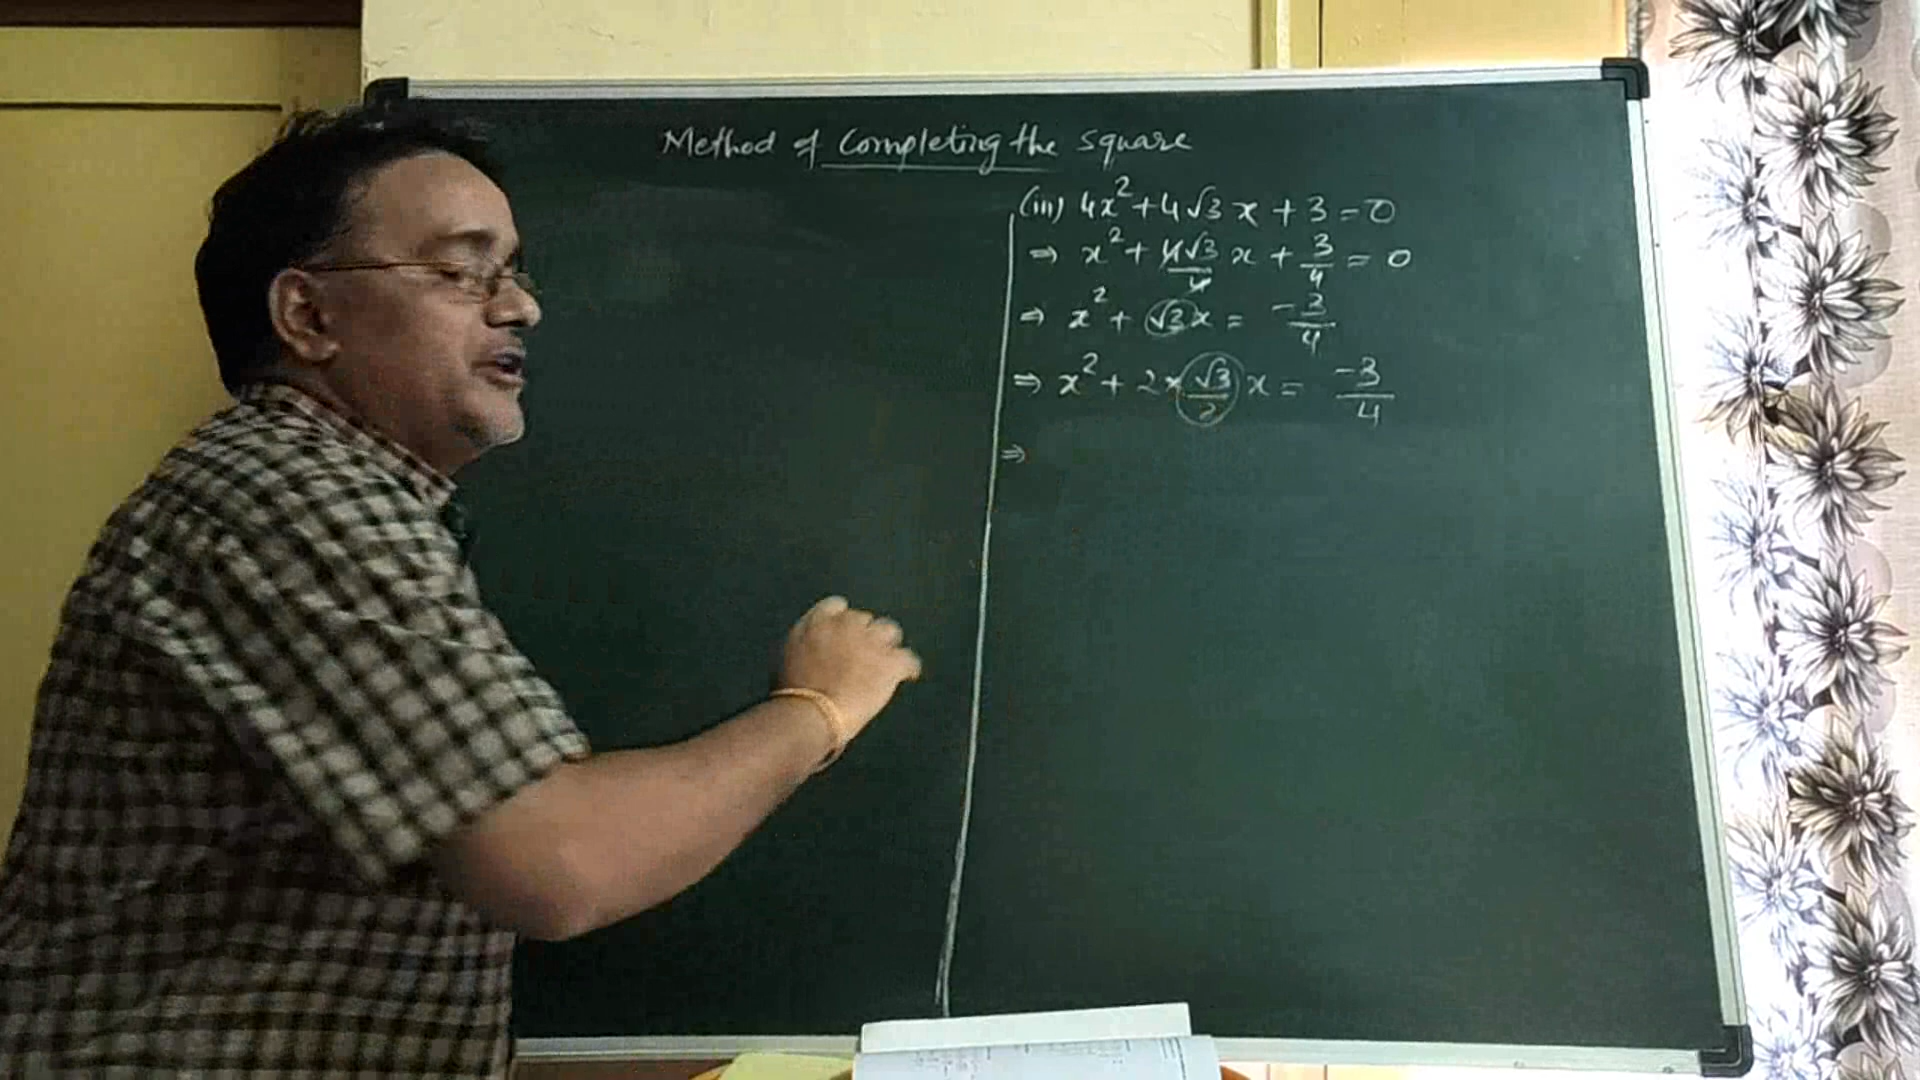 Method of Completing the square
(iii) 4x² + 4√3 x + 3 = 0
⇒ x² + 4√3/4 x + 3/4 = 0
⇒ x² + √3x = -3/4
⇒ x² + 2× √3/2 x = -3/4
⇒